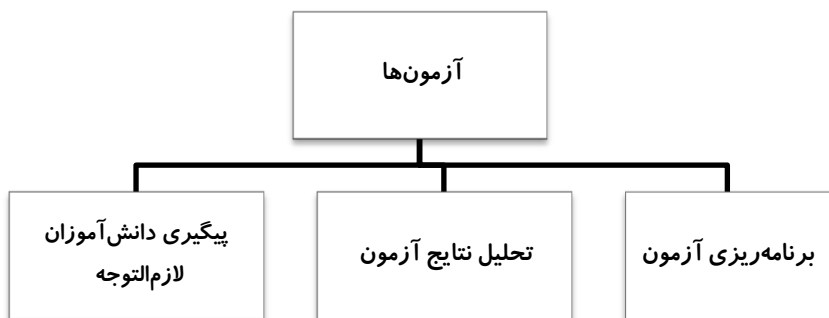 آزمون‌ها
برنامه‌ریزی آزمون
تحلیل نتایج آزمون
پیگیری دانش‌آموزان
لازم‌التوجه